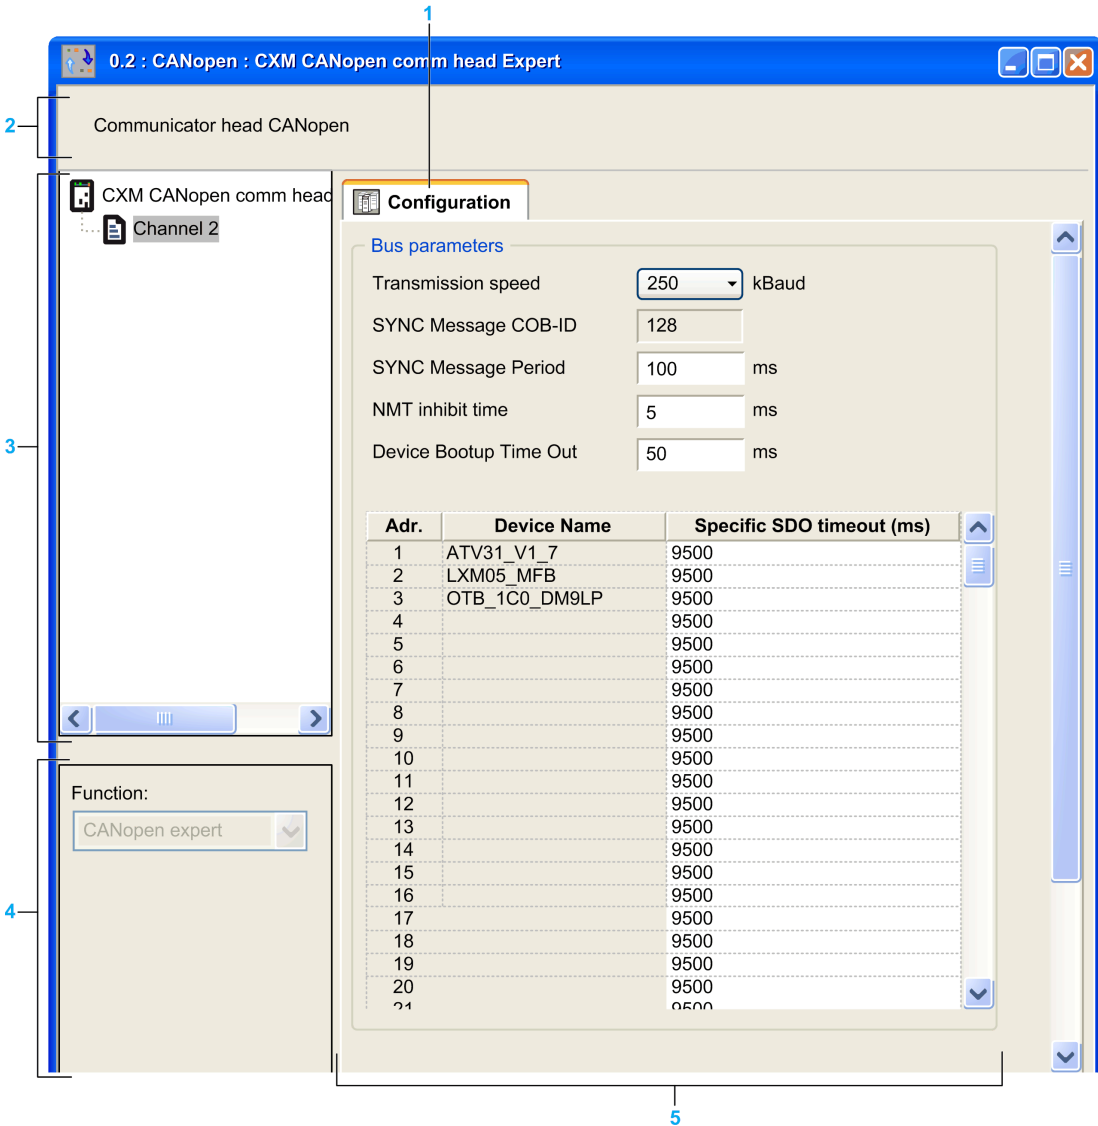 1
0.2 : CANopen : CXM CANopen comm head Expert
2
Communicator head CANopen
3
CXM CANopen comm head
Channel 2
Configuration
Bus parameters
Transmission speed 250 kBaud
SYNC Message COB-ID 128
SYNC Message Period 100 ms
NMT inhibit time 5 ms
Device Bootup Time Out 50 ms
Adr. Device Name Specific SDO timeout (ms)
1 ATV31_V1_7 9500
2 LXM05_MFB 9500
3 OTB_1C0_DM9LP 9500
4 9500
5 9500
6 9500
7 9500
8 9500
9 9500
10 9500
11 9500
12 9500
13 9500
14 9500
15 9500
16 9500
17 9500
18 9500
19 9500
20 9500
21 9500
4
Function:
CANopen expert
5